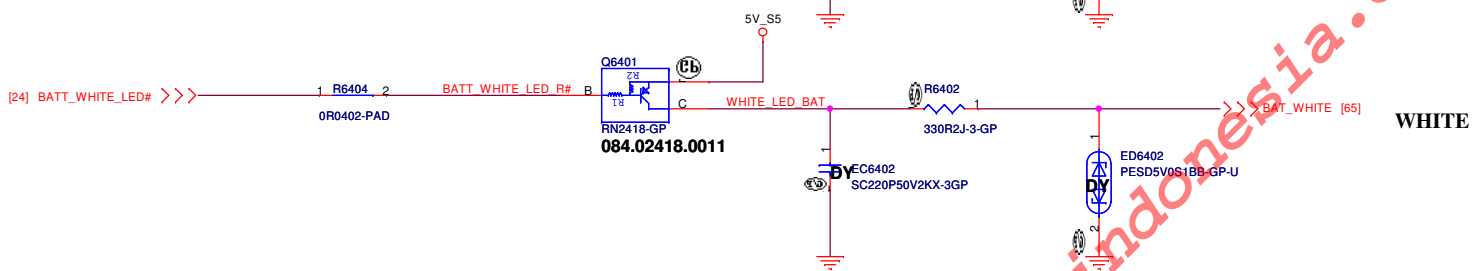 5V_S5
Q6401
R2
R1
B
E
C
RN2418-GP
084.02418.0011
[24] BATT_WHITE_LED#
1 R6404 2
0R0402-PAD
BATT_WHITE_LED_R#
WHITE_LED_BAT
R6402
1
330R2J-3-GP
BAT_WHITE [65]
WHITE
1
DY
EC6402
SC220P50V2KX-3GP
1
ED6402
PESD5V0S1BB-GP-U
DY
2
indonesia.